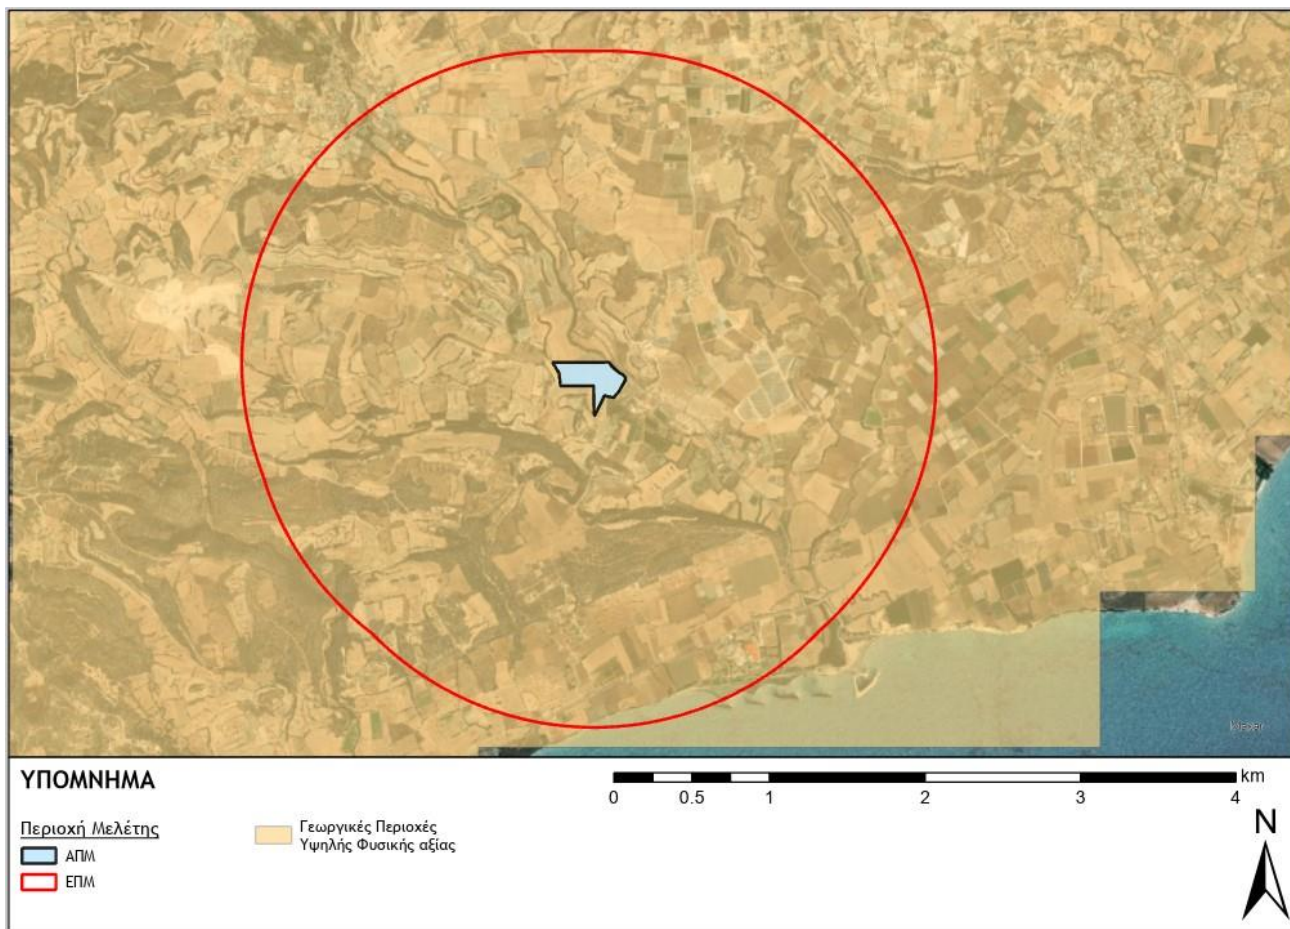 ΥΠΟΜΝΗΜΑ
Περιοχή Μελέτης
ΑΠΜ
ΕΠΜ
Γεωργικές Περιοχές
Υψηλής Φυσικής αξίας
km
0 0.5 1 2 3 4
N